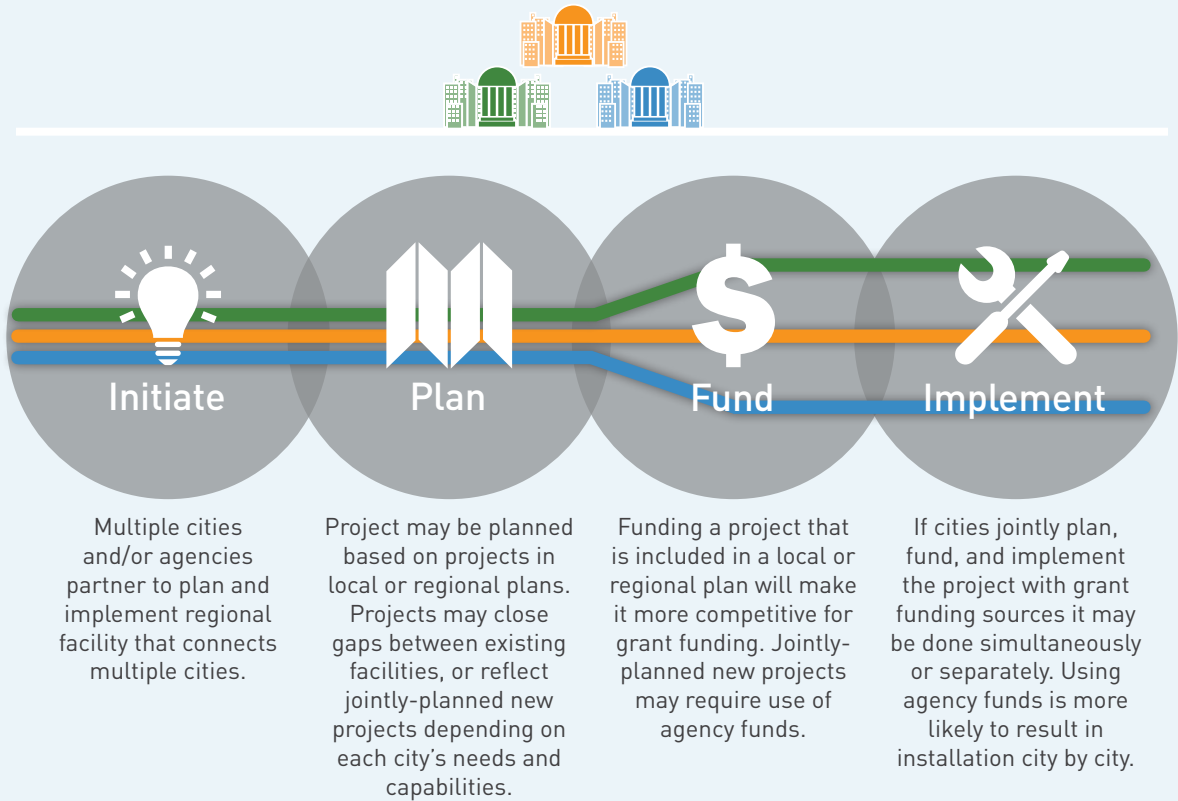 Initiate
Plan
Fund
Implement
Multiple cities
and/or agencies
partner to plan and
implement regional
facility that connects
multiple cities.
Project may be planned
based on projects in
local or regional plans.
Projects may close
gaps between existing
facilities, or reflect
jointly-planned new
projects depending on
each city’s needs and
capabilities.
Funding a project that
is included in a local or
regional plan will make
it more competitive for
grant funding. Jointly-
planned new projects
may require use of
agency funds.
If cities jointly plan,
fund, and implement
the project with grant
funding sources it may
be done simultaneously
or separately. Using
agency funds is more
likely to result in
installation city by city.